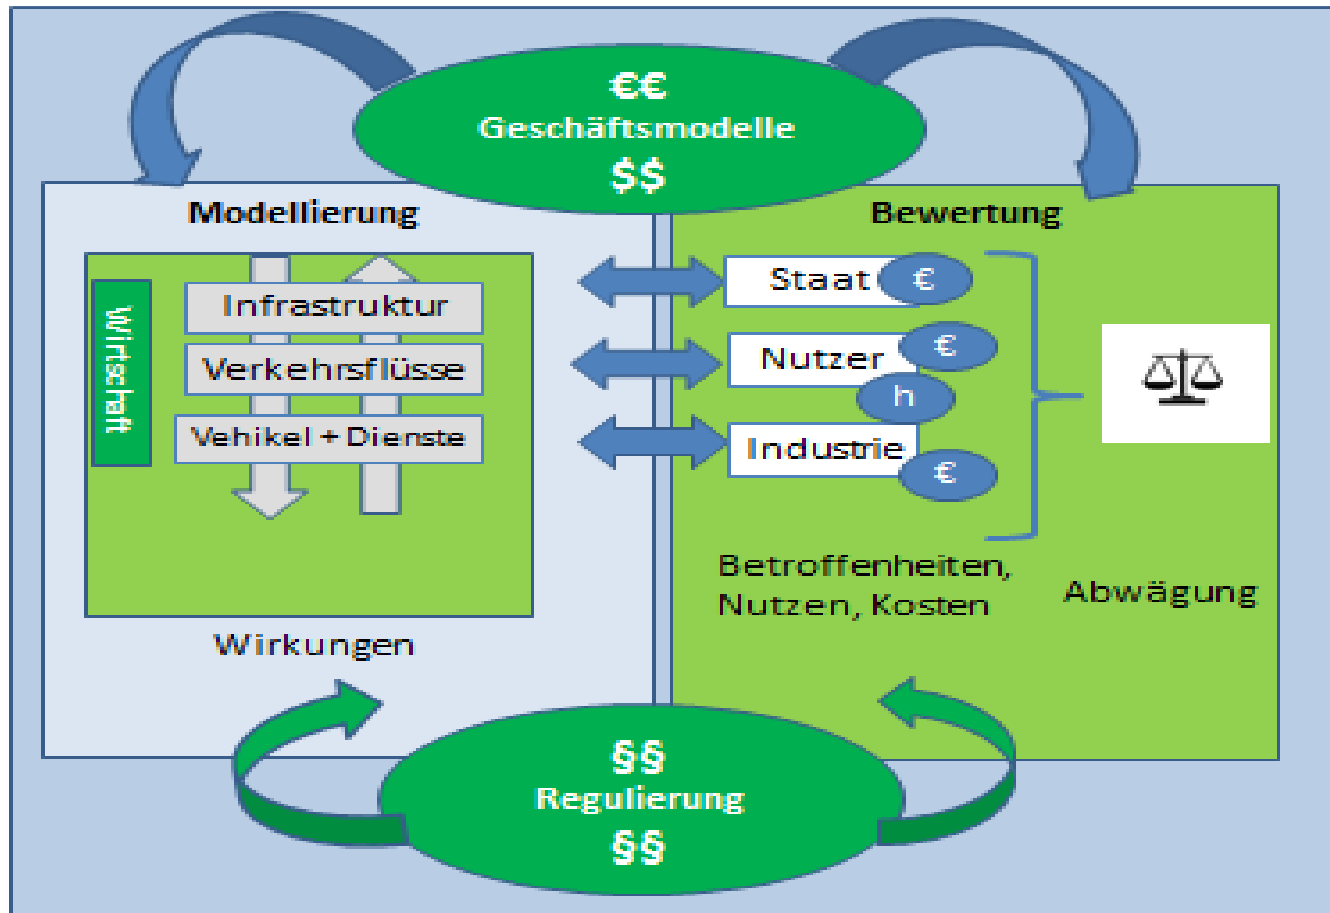 €€
Geschäftsmodelle
$$
Modellierung
Wirtschaft
Infrastruktur
Verkehrsflüsse
Vehikel + Dienste
Wirkungen
Bewertung
Staat
€
Nutzer
€
h
Industrie
€
Betroffenheiten,
Nutzen, Kosten
Abwägung
§§
Regulierung
§§